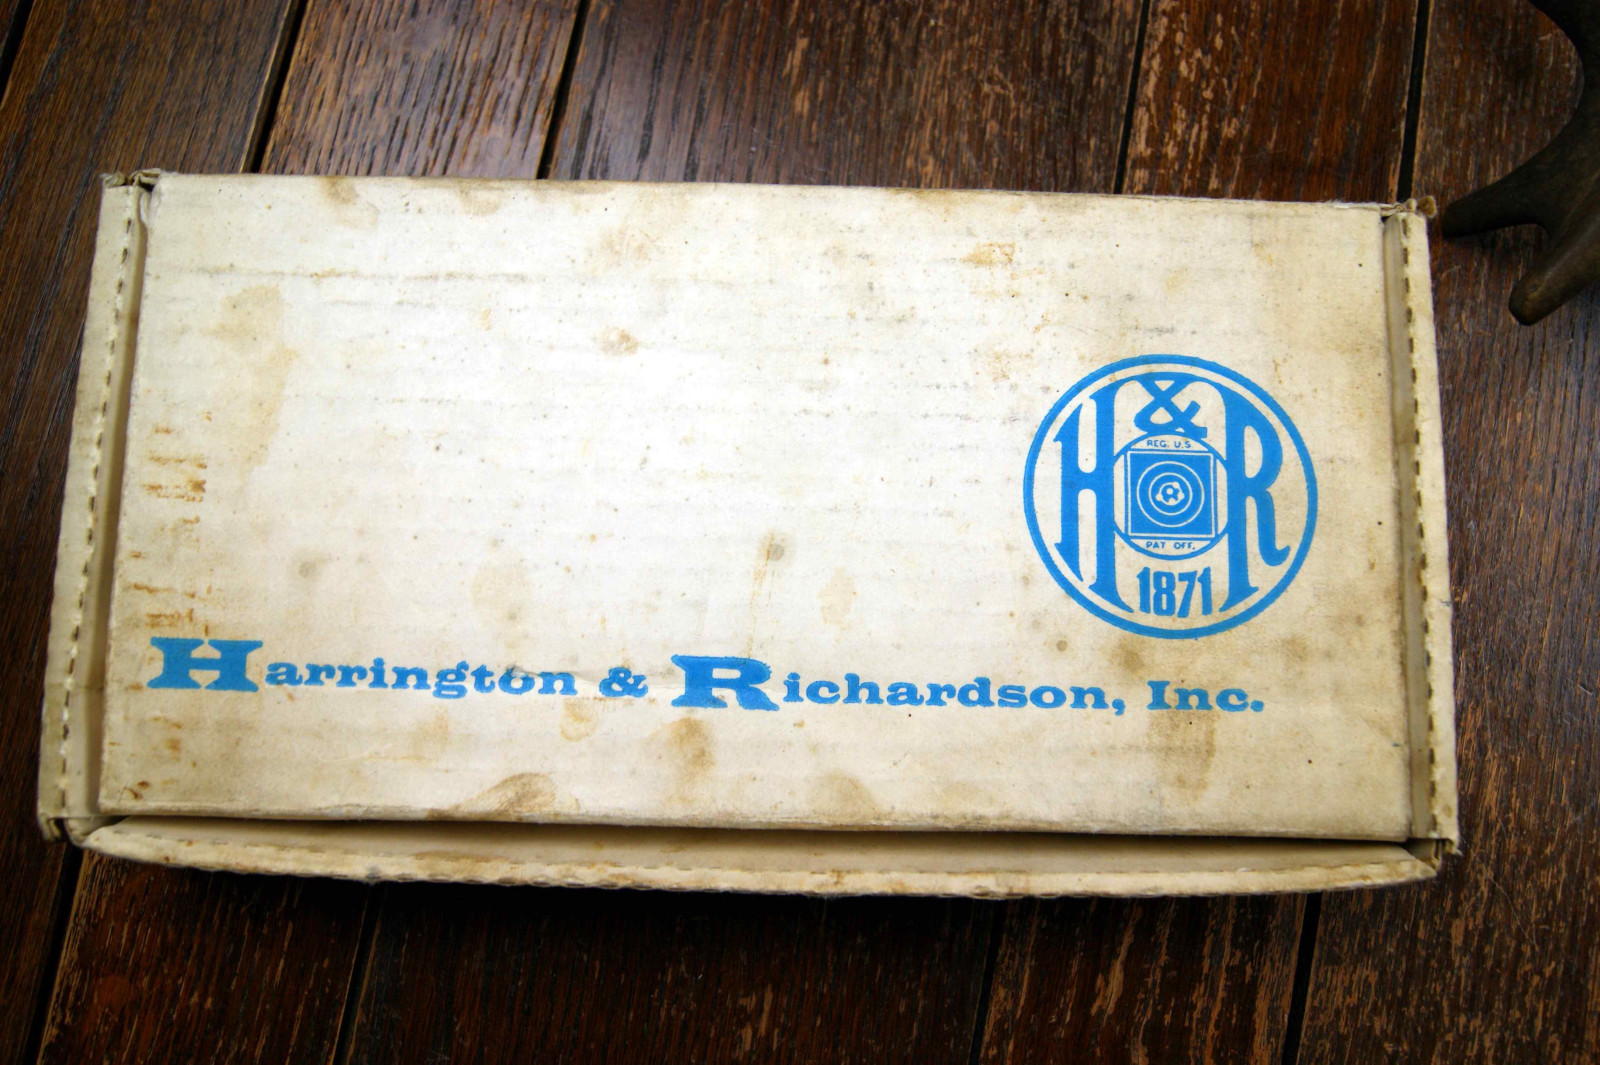 H&R
REG. U.S.
PAT OFF.
1871
Harrington & Richardson, Inc.